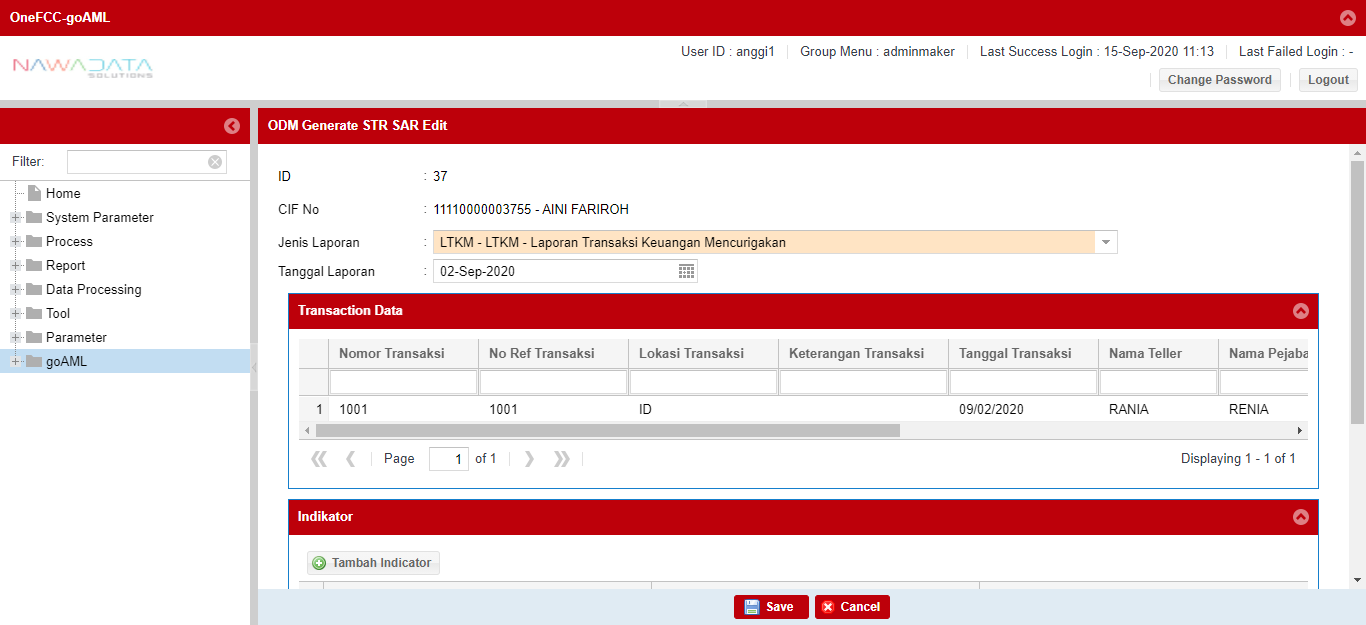 OneFCC-goAML
NAWADATA
SOLUTIONS
User ID : anggi1
Group Menu : adminmaker
Last Success Login : 15-Sep-2020 11:13
Last Failed Login : -
Change Password
Logout
Filter:
Home
System Parameter
Process
Report
Data Processing
Tool
Parameter
goAML
ODM Generate STR SAR Edit
ID : 37
CIF No : 11110000003755 - AINI FARIROH
Jenis Laporan : LTKM - LTKM - Laporan Transaksi Keuangan Mencurigakan
Tanggal Laporan : 02-Sep-2020
Transaction Data
Nomor Transaksi No Ref Transaksi Lokasi Transaksi Keterangan Transaksi Tanggal Transaksi Nama Teller Nama Pejaba
1 1001 1001 ID 09/02/2020 RANIA RENIA
Page 1 of 1
Displaying 1 - 1 of 1
Indikator
Tambah Indicator
Save
Cancel